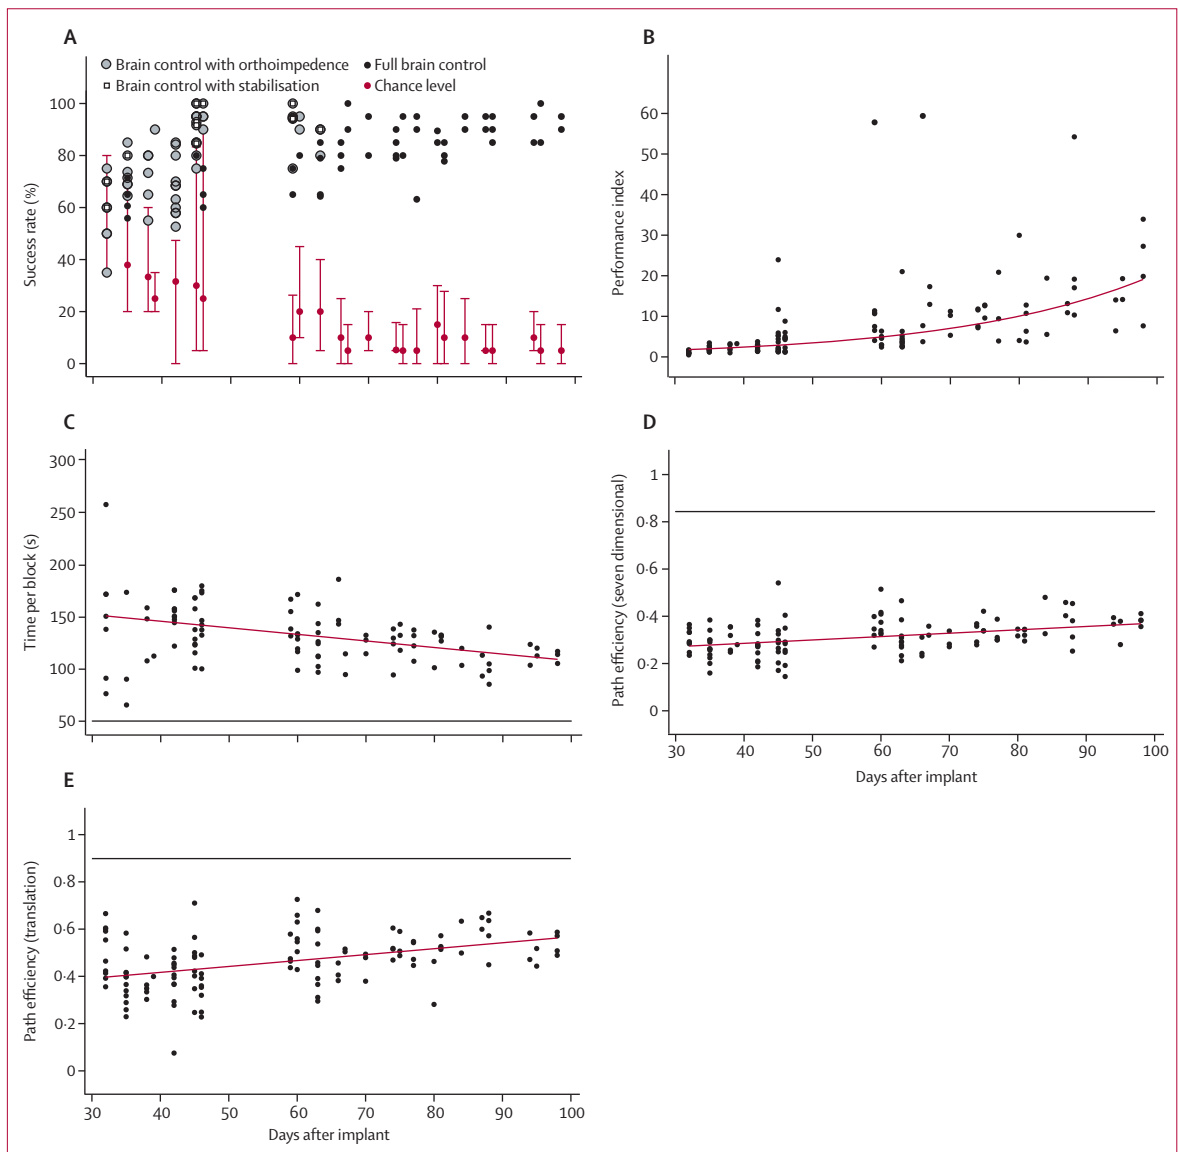 A
Brain control with orthoimpedence
Full brain control
Brain control with stabilisation
Chance level
100
80
60
40
20
0
Success rate (%)
B
60
50
40
30
20
10
0
Performance index
C
300
250
200
150
100
50
Time per block (s)
D
1
0·8
0·6
0·4
0·2
0
Path efficiency (seven dimensional)
30 40 50 60 70 80 90 100
Days after implant
E
1
0·8
0·6
0·4
0·2
0
Path efficiency (translation)
30 40 50 60 70 80 90 100
Days after implant